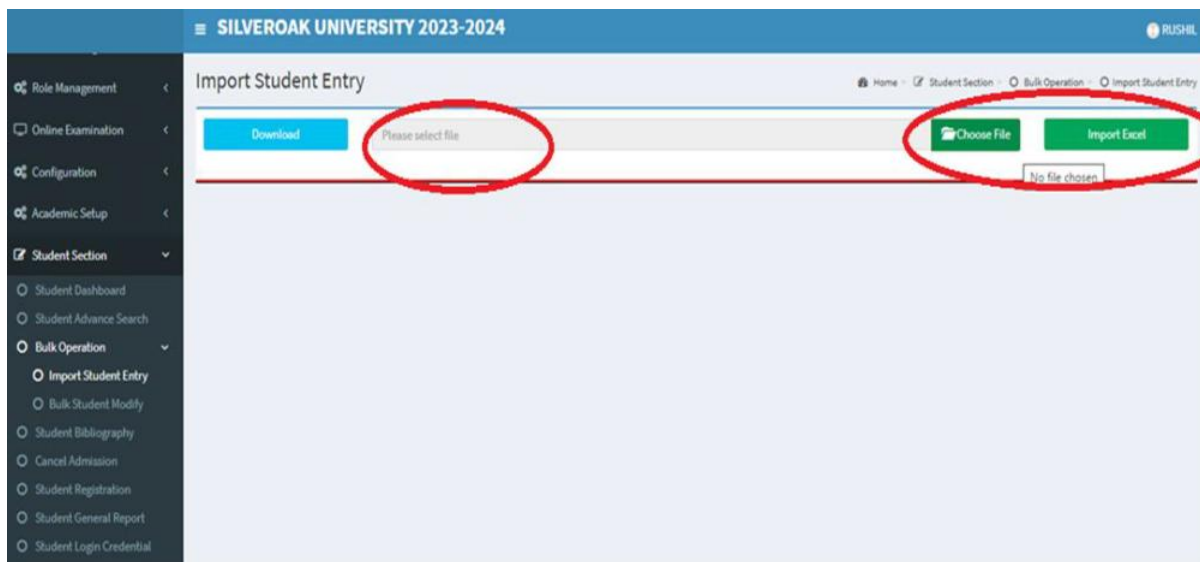 ≡ SILVEROAK UNIVERSITY 2023-2024
RUSHIL
Role Management
Online Examination
Configuration
Academic Setup
Student Section
Student Dashboard
Student Advance Search
Bulk Operation
Import Student Entry
Bulk Student Modify
Student Bibliography
Cancel Admission
Student Registration
Student General Report
Student Login Credential
Import Student Entry
Home - Student Section - Bulk Operation - Import Student Entry
Download
Please select file
Choose File
Import Excel
No file chosen